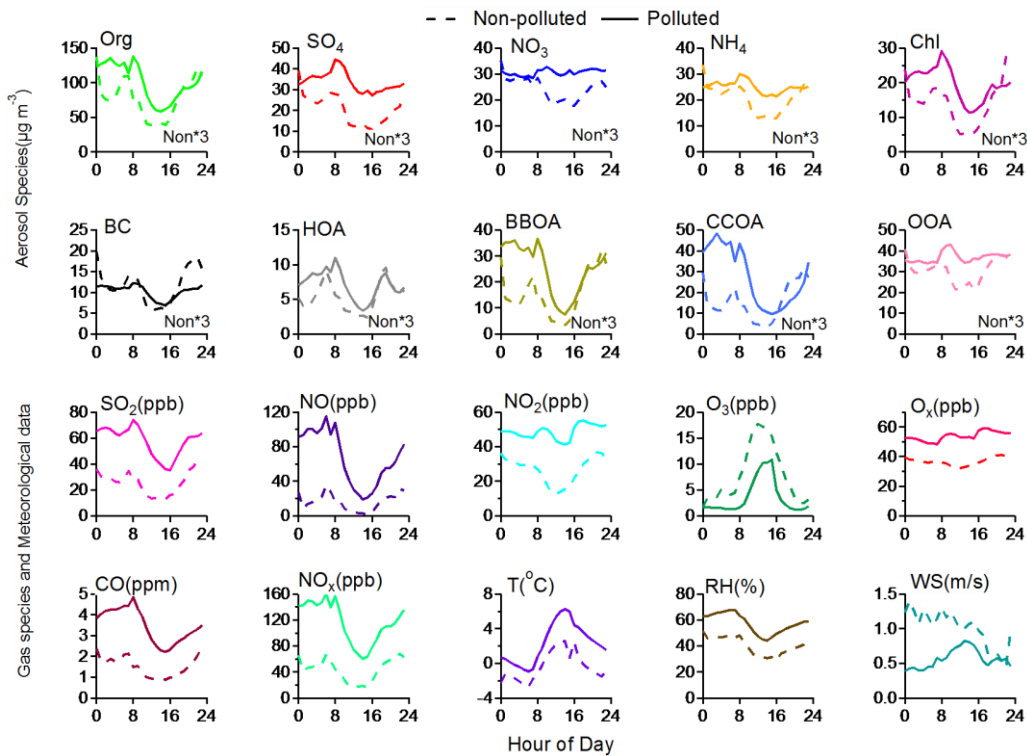 Non-polluted Polluted
Aerosol Species(μg m⁻³)
Org SO₄ NO₃ NH₄ Chl
150 50 40 40 30
100 40 30 30 20
50 30 20 20 10
0 20 10 10 0
10 0 0
0
Non*3 Non*3 Non*3 Non*3 Non*3
0 8 16 24 0 8 16 24 0 8 16 24 0 8 16 24 0 8 16 24
BC HOA BBOA CCOA OOA
25 15 40 50 50
20 10 30 40 40
15 5 20 30 30
10 0 10 20 20
5 0 10 10
0 0 0
Non*3 Non*3 Non*3 Non*3 Non*3
0 8 16 24 0 8 16 24 0 8 16 24 0 8 16 24 0 8 16 24
Gas species and Meteorological data
SO₂(ppb) NO(ppb) NO₂(ppb) O₃(ppb) Oₓ(ppb)
80 120 60 20 80
60 80 40 15 60
40 40 20 10 40
20 0 0 5 20
0 0 0
0 8 16 24 0 8 16 24 0 8 16 24 0 8 16 24 0 8 16 24
CO(ppm) NOₓ(ppb) T(°C) RH(%) WS(m/s)
5 160 8 80 1.5
4 120 4 60 1.0
3 80 0 40 0.5
2 40 -4 20 0.0
1 0 0
0
0 8 16 24 0 8 16 24 0 8 16 24 0 8 16 24 0 8 16 24
Hour of Day